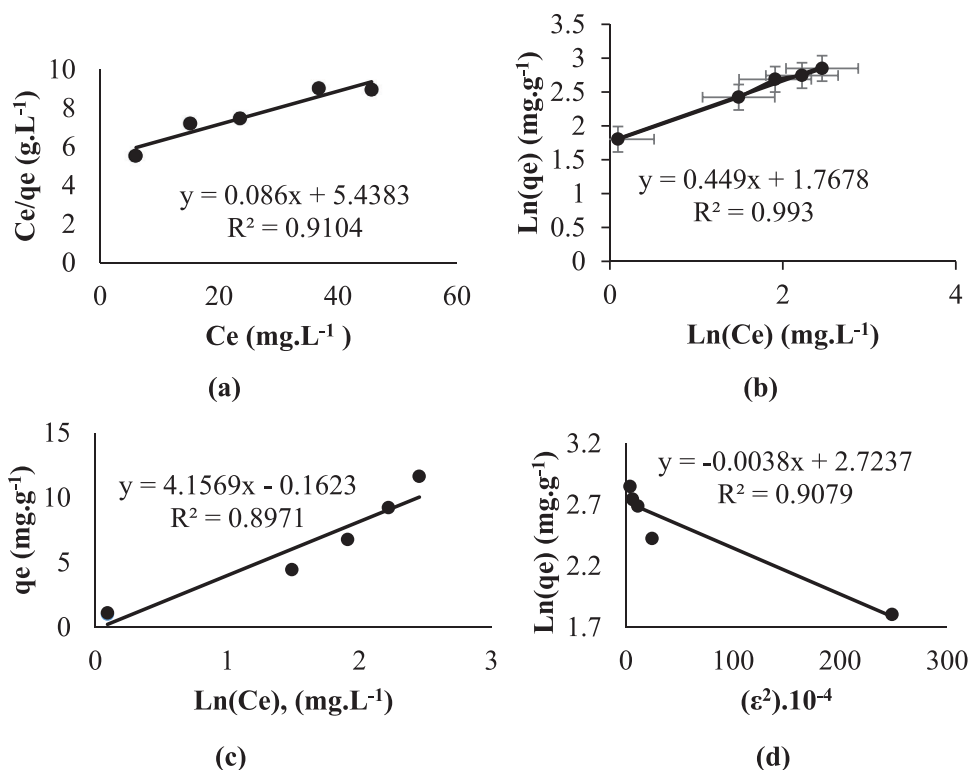 10
8
6
4
2
0
Ce/qe (g.L⁻¹)
y = 0.086x + 5.4383
R² = 0.9104
0 20 40 60
Ce (mg.L⁻¹ )
(a)
3.5
3
2.5
2
1.5
1
0.5
0
Ln(qe) (mg.g⁻¹)
y = 0.449x + 1.7678
R² = 0.993
0 2 4
Ln(Ce) (mg.L⁻¹)
(b)
15
10
5
0
qe (mg.g⁻¹)
y = 4.1569x - 0.1623
R² = 0.8971
0 1 2 3
Ln(Ce), (mg.L⁻¹)
(c)
3.2
2.7
2.2
1.7
Ln(qe) (mg.g⁻¹)
y = -0.0038x + 2.7237
R² = 0.9079
0 100 200 300
(ε²).10⁻⁴
(d)